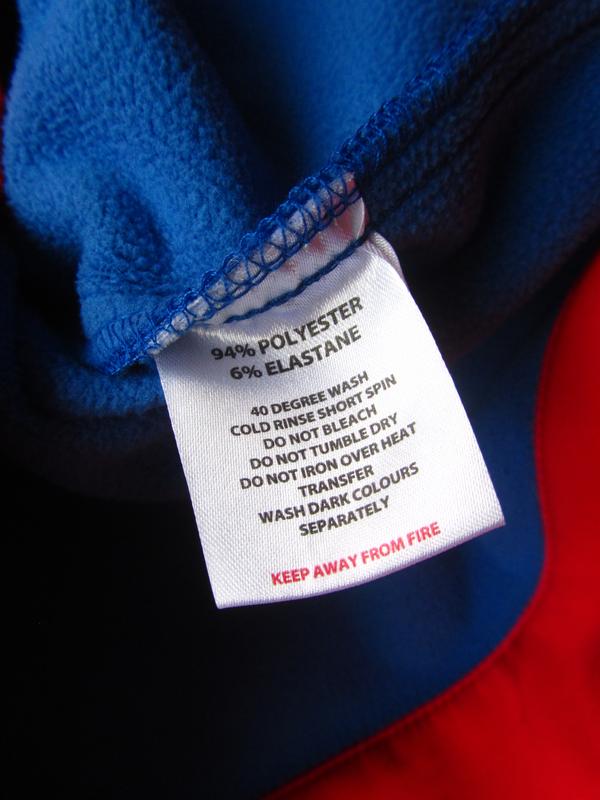 94% POLYESTER
6% ELASTANE
40 DEGREE WASH
COLD RINSE SHORT SPIN
DO NOT BLEACH
DO NOT TUMBLE DRY
DO NOT IRON OVER HEAT
TRANSFER
WASH DARK COLOURS
SEPARATELY
KEEP AWAY FROM FIRE